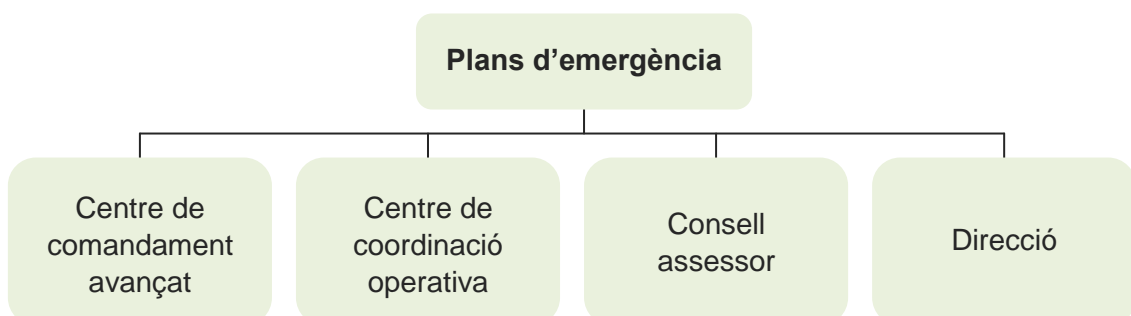 Plans d’emergència
Centre de
comandament
avançat
Centre de
coordinació
operativa
Consell
assessor
Direcció